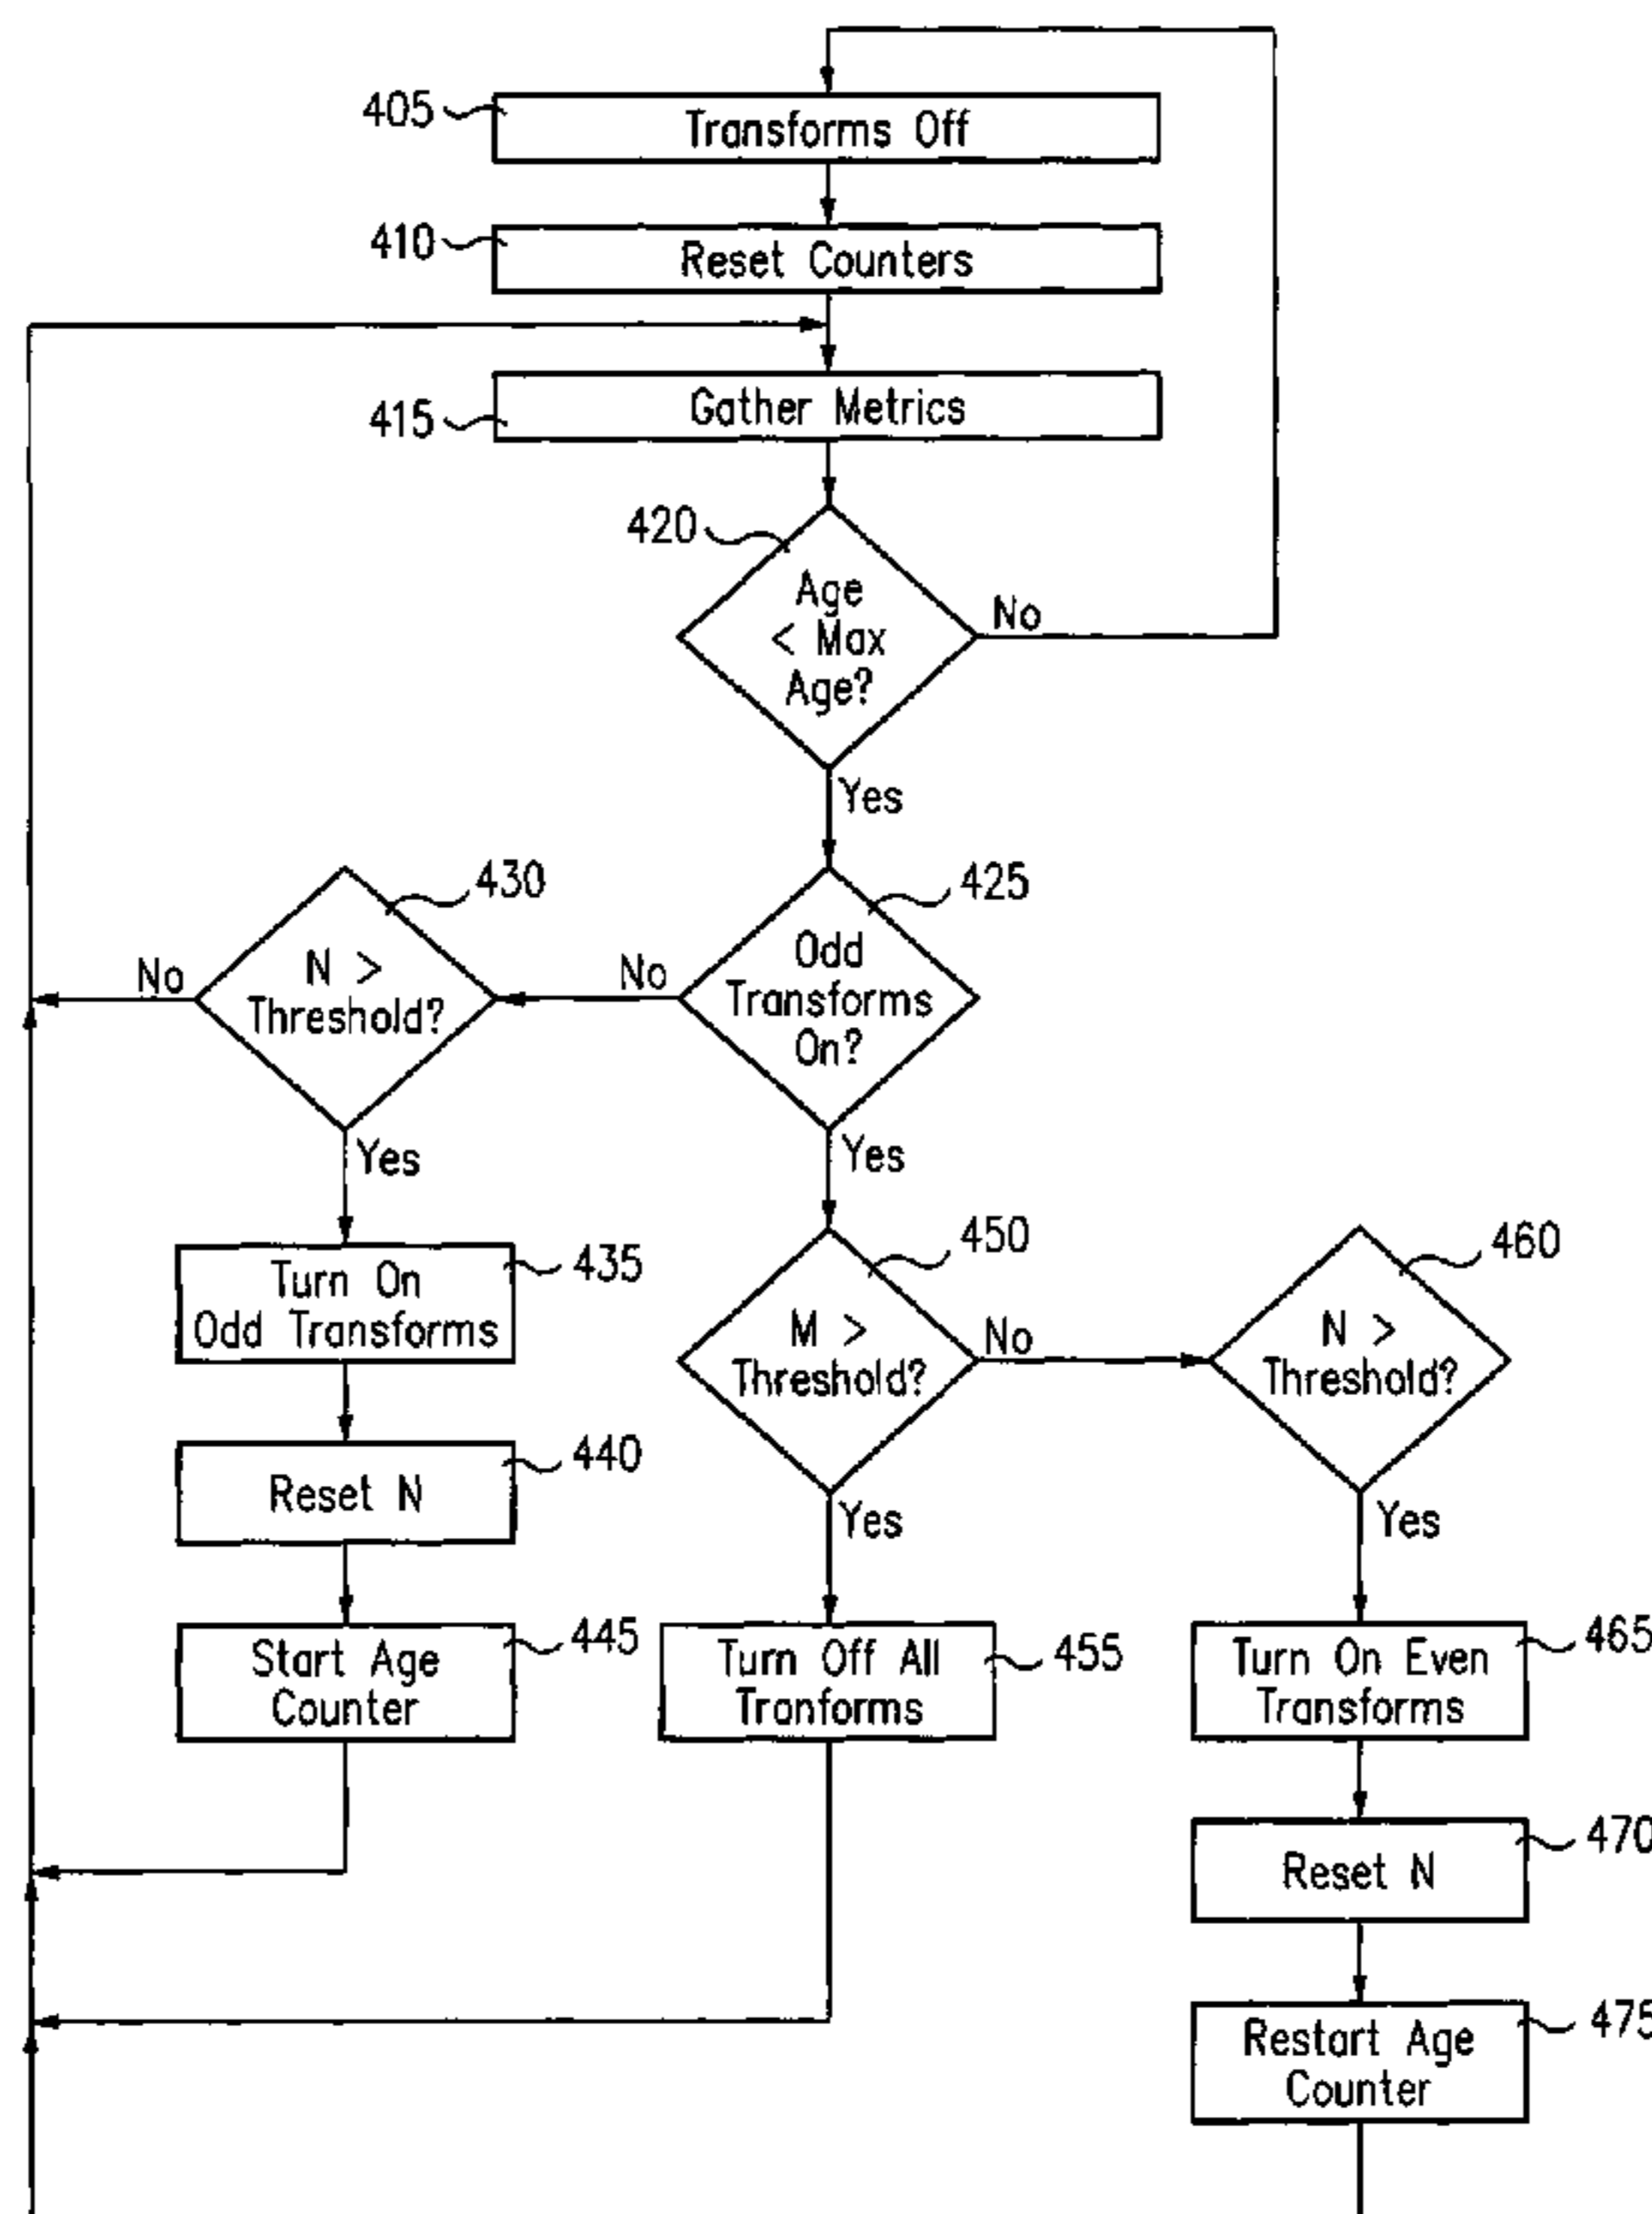 405
Transforms Off
410
Reset Counters
415
Gather Metrics
420
Age
< Max
Age?
No
Yes
430
N >
Threshold?
No
Yes
425
Odd
Transforms
On?
No
Yes
435
Turn On
Odd Transforms
440
Reset N
445
Start Age
Counter
450
M >
Threshold?
No
Yes
455
Turn Off All
Tranforms
460
N >
Threshold?
Yes
465
Turn On Even
Transforms
470
Reset N
475
Restart Age
Counter